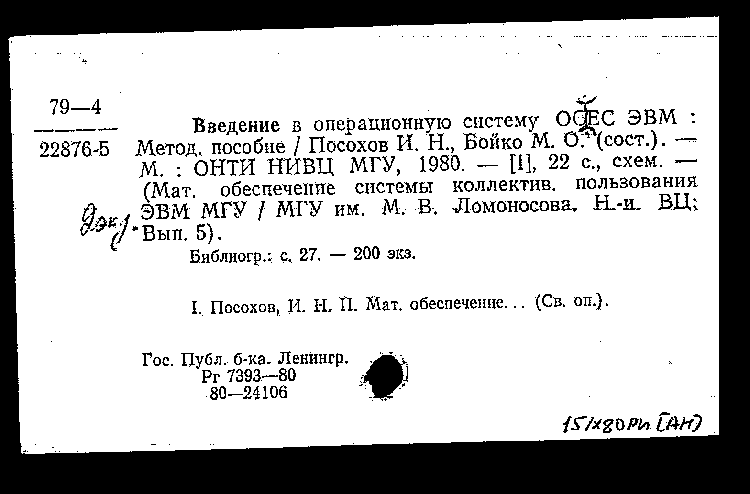 79—4
22876-Б
Введение в операционную систему ОС ЕС ЭВМ :
Метод. пособие / Посохов И. Н., Бойко М. О. (сост.). —
М. : ОНТИ НИВЦ МГУ, 1980. — [1], 22 с., схем. —
(Мат. обеспечение системы коллектив. пользования
ЭВМ МГУ / МГУ им. М. В. Ломоносова. Н.-и. ВЦ;
Вып. 5).
Библиогр.: с. 27. — 200 экз.
I. Посохов, И. Н. П. Мат. обеспечение... (Св. оп.).
Гос. Публ. б-ка. Ленингр.
Рг 7393—80
80—24106